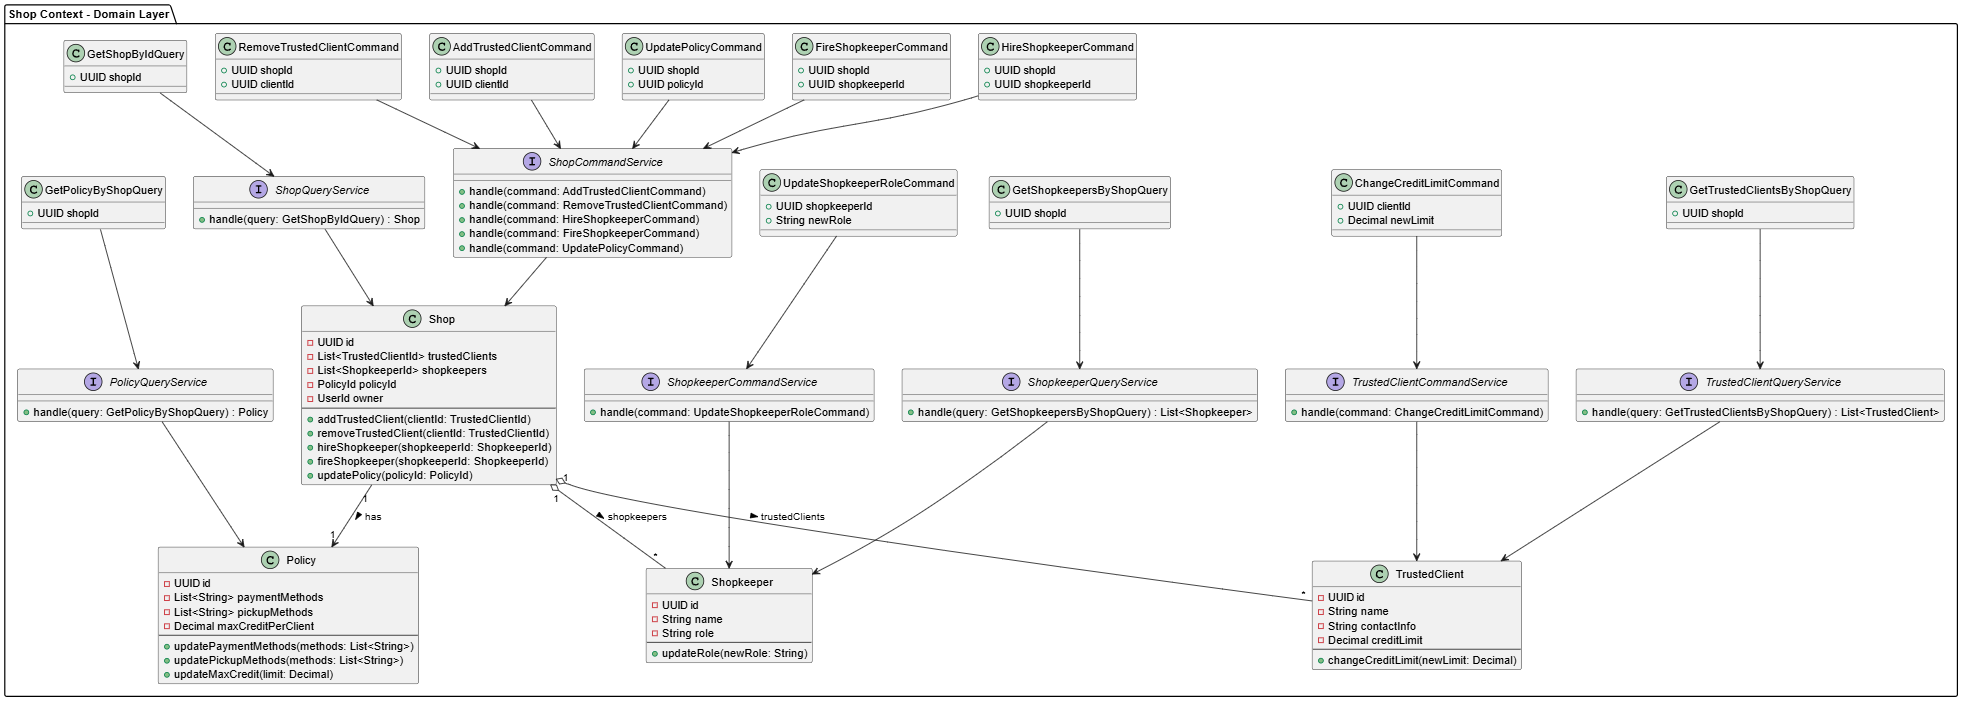 Shop Context - Domain Layer
GetShopByIdQuery
UUID shopId
RemoveTrustedClientCommand
UUID shopId
UUID clientId
AddTrustedClientCommand
UUID shopId
UUID clientId
UpdatePolicyCommand
UUID shopId
UUID policyId
FireShopkeeperCommand
UUID shopId
UUID shopkeeperId
HireShopkeeperCommand
UUID shopId
UUID shopkeeperId
GetPolicyByShopQuery
UUID shopId
ShopQueryService
handle(query: GetShopByIdQuery) : Shop
ShopCommandService
handle(command: AddTrustedClientCommand)
handle(command: RemoveTrustedClientCommand)
handle(command: HireShopkeeperCommand)
handle(command: FireShopkeeperCommand)
handle(command: UpdatePolicyCommand)
UpdateShopkeeperRoleCommand
UUID shopkeeperId
String newRole
GetShopkeepersByShopQuery
UUID shopId
ChangeCreditLimitCommand
UUID clientId
Decimal newLimit
GetTrustedClientsByShopQuery
UUID shopId
PolicyQueryService
handle(query: GetPolicyByShopQuery) : Policy
Shop
UUID id
List<TrustedClientId> trustedClients
List<ShopkeeperId> shopkeepers
PolicyId policyId
UserId owner
addTrustedClient(clientId: TrustedClientId)
removeTrustedClient(clientId: TrustedClientId)
hireShopkeeper(shopkeeperId: ShopkeeperId)
fireShopkeeper(shopkeeperId: ShopkeeperId)
updatePolicy(policyId: PolicyId)
ShopkeeperCommandService
handle(command: UpdateShopkeeperRoleCommand)
ShopkeeperQueryService
handle(query: GetShopkeepersByShopQuery) : List<Shopkeeper>
TrustedClientCommandService
handle(command: ChangeCreditLimitCommand)
TrustedClientQueryService
handle(query: GetTrustedClientsByShopQuery) : List<TrustedClient>
1
has
1
1
shopkeepers
*
1
trustedClients
*
Policy
UUID id
List<String> paymentMethods
List<String> pickupMethods
Decimal maxCreditPerClient
updatePaymentMethods(methods: List<String>)
updatePickupMethods(methods: List<String>)
updateMaxCredit(limit: Decimal)
Shopkeeper
UUID id
String name
String role
updateRole(newRole: String)
TrustedClient
UUID id
String name
String contactInfo
Decimal creditLimit
changeCreditLimit(newLimit: Decimal)